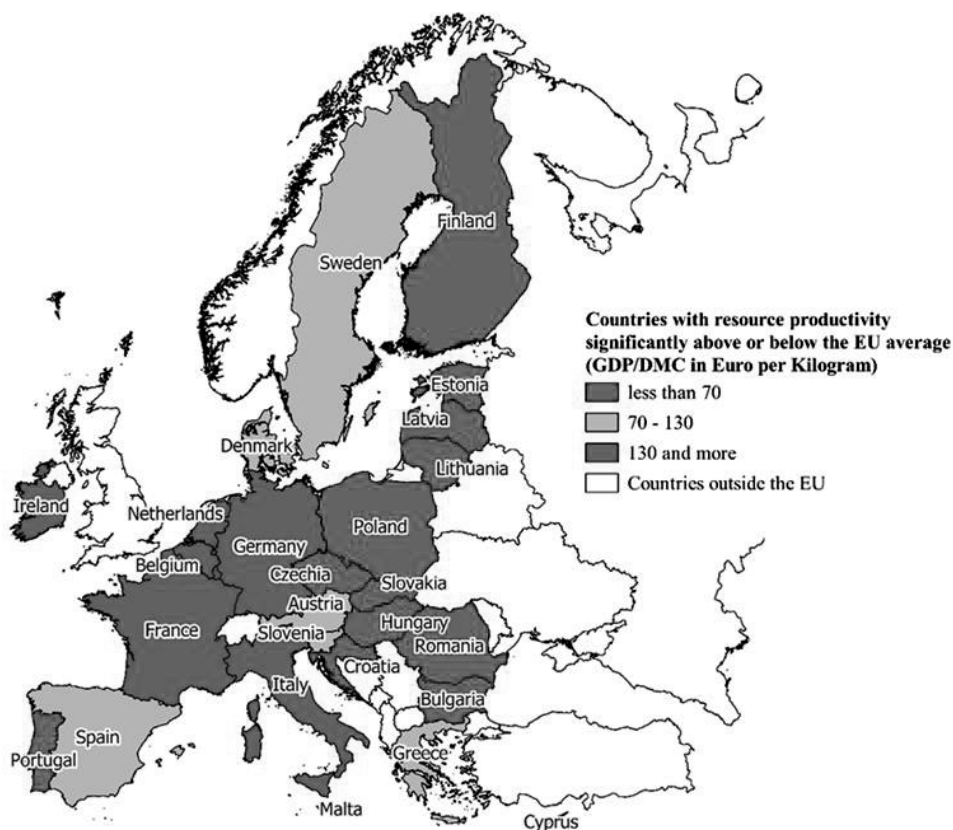 Finland
Sweden
Countries with resource productivity
significantly above or below the EU average
(GDP/DMC in Euro per Kilogram)
less than 70
70 - 130
130 and more
Countries outside the EU
Estonia
Latvia
Lithuania
Denmark
Ireland
Netherlands
Poland
Germany
Belgium
Czechia
Slovakia
Austria
France
Slovenia
Hungary
Romania
Croatia
Italy
Bulgaria
Spain
Portugal
Greece
Malta
Cyprus